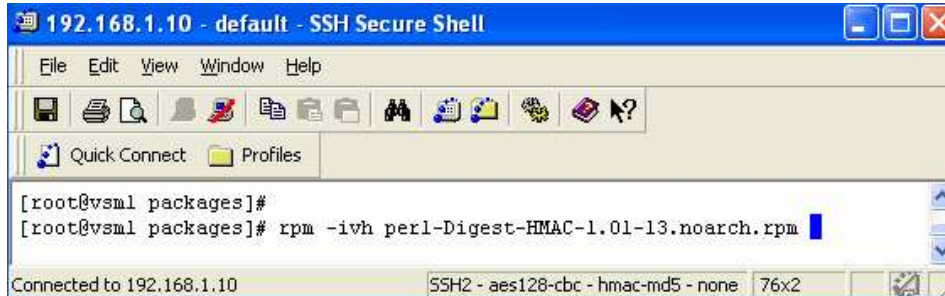 192.168.1.10 - default - SSH Secure Shell
File Edit View Window Help
Quick Connect Profiles
[root@vsml packages]#
[root@vsml packages]# rpm -ivh perl-Digest-HMAC-1.01-13.noarch.rpm
Connected to 192.168.1.10 SSH2 - aes128-cbc - hmac-md5 - none 76x2